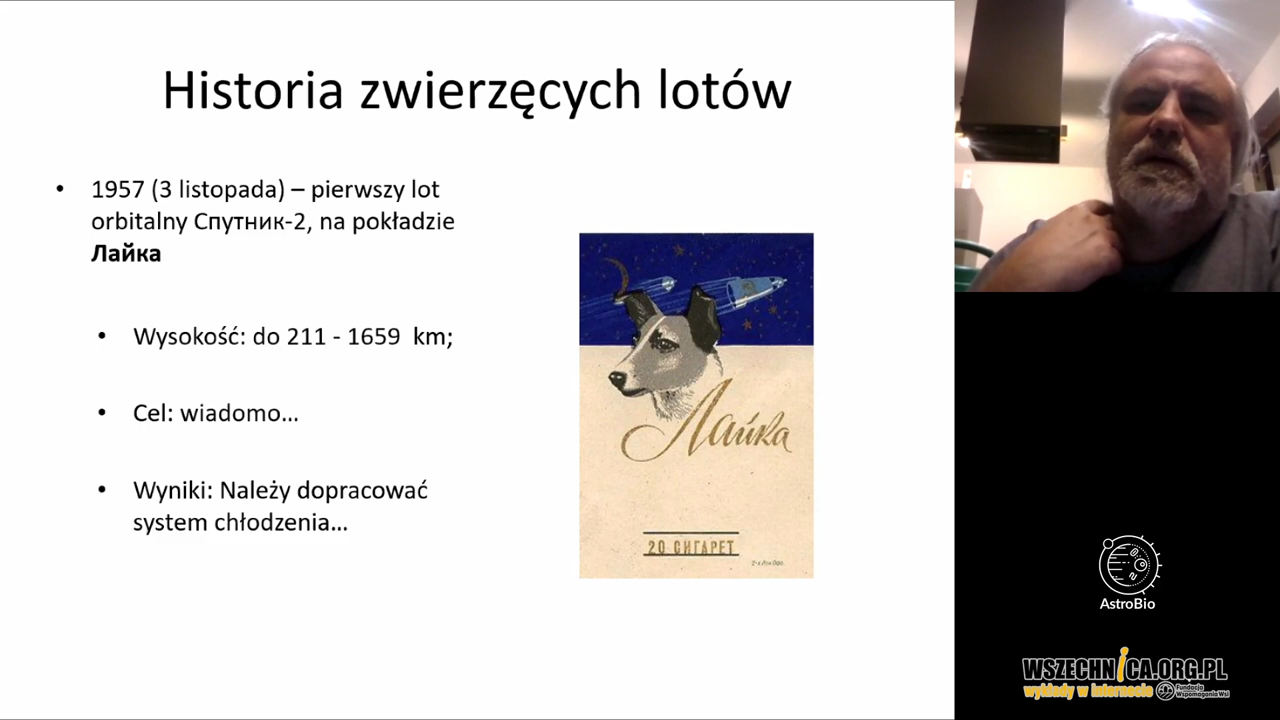 Historia zwierzęcych lotów
• 1957 (3 listopada) – pierwszy lot
orbitalny Спутник-2, na pokładzie
Лайка
• Wysokość: do 211 - 1659 km;
• Cel: wiadomo...
• Wyniki: Należy dopracować
system chłodzenia...
Лайка
20 СИГАРЕТ
AstroBio
WSZECHNICA.ORG.PL
wykłady w internecie
Fundacja
Wspomagania Wsi